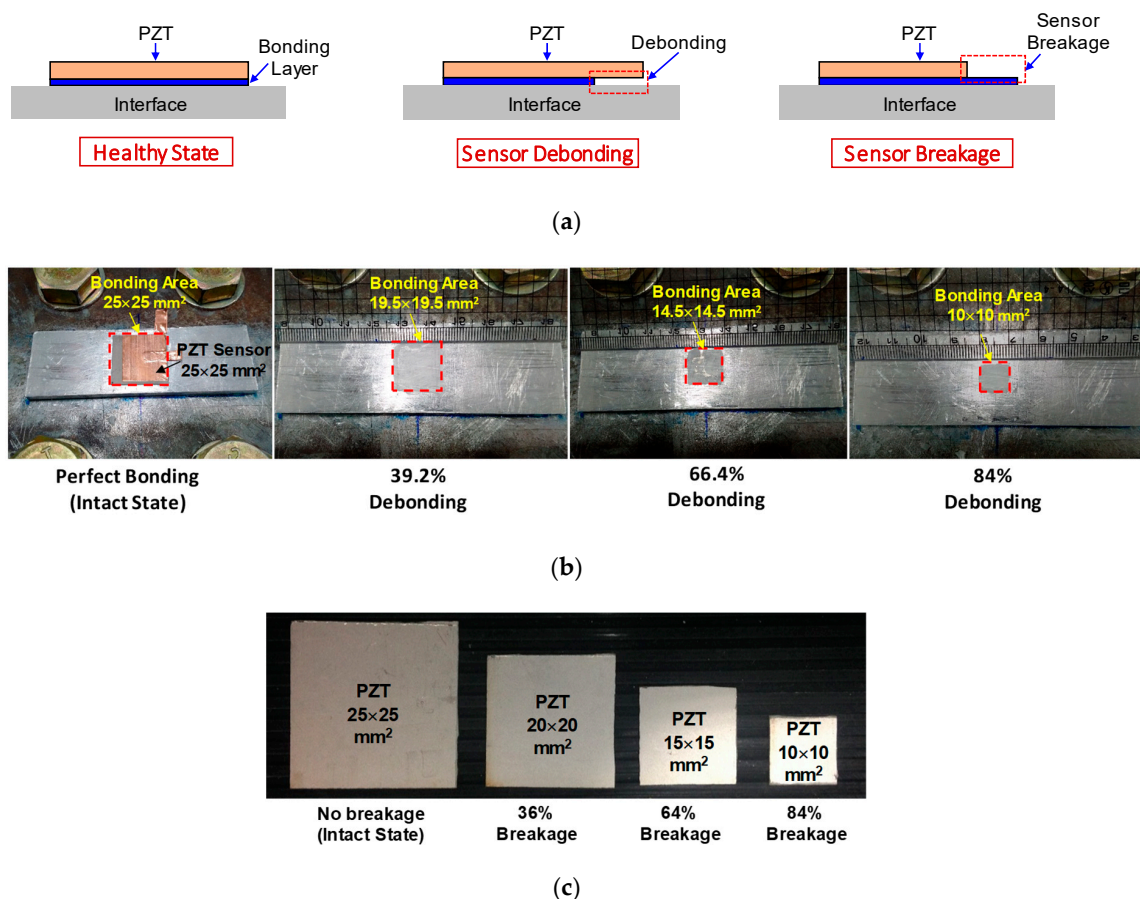 PZT
Bonding
Layer
Interface
Healthy State
PZT
Debonding
Interface
Sensor Debonding
PZT
Sensor
Breakage
Interface
Sensor Breakage
(a)
Bonding Area
25×25 mm²
PZT Sensor
25×25 mm²
Bonding Area
19.5×19.5 mm²
Bonding Area
14.5×14.5 mm²
Bonding Area
10×10 mm²
Perfect Bonding
(Intact State)
39.2%
Debonding
66.4%
Debonding
84%
Debonding
(b)
PZT
25×25
mm²
PZT
20×20
mm²
PZT
15×15
mm²
PZT
10×10
mm²
No breakage
(Intact State)
36%
Breakage
64%
Breakage
84%
Breakage
(c)